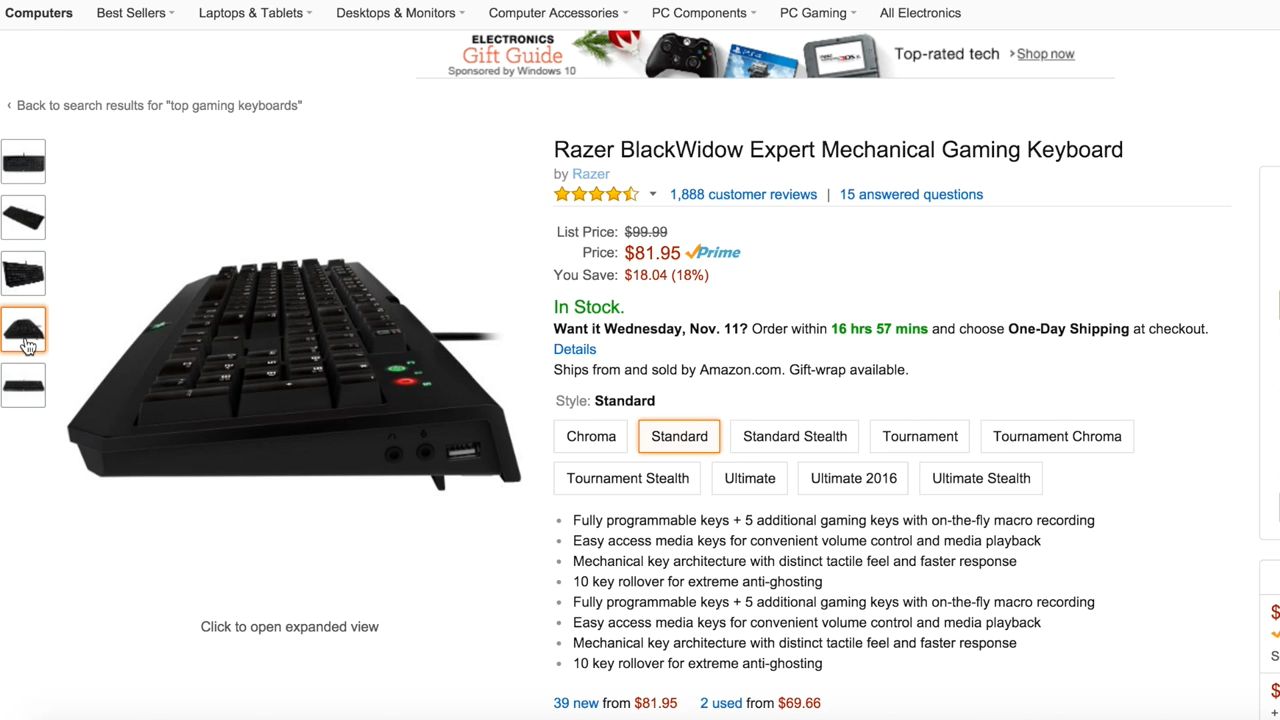 Computers Best Sellers Laptops & Tablets Desktops & Monitors Computer Accessories PC Components PC Gaming All Electronics
ELECTRONICS
Gift Guide
Sponsored by Windows 10
Top-rated tech › Shop now
‹ Back to search results for "top gaming keyboards"
Razer BlackWidow Expert Mechanical Gaming Keyboard
by Razer
1,888 customer reviews | 15 answered questions
List Price: $99.99
Price: $81.95 Prime
You Save: $18.04 (18%)
In Stock.
Want it Wednesday, Nov. 11? Order within 16 hrs 57 mins and choose One-Day Shipping at checkout.
Details
Ships from and sold by Amazon.com. Gift-wrap available.
Style: Standard
Chroma Standard Standard Stealth Tournament Tournament Chroma
Tournament Stealth Ultimate Ultimate 2016 Ultimate Stealth
• Fully programmable keys + 5 additional gaming keys with on-the-fly macro recording
• Easy access media keys for convenient volume control and media playback
• Mechanical key architecture with distinct tactile feel and faster response
• 10 key rollover for extreme anti-ghosting
• Fully programmable keys + 5 additional gaming keys with on-the-fly macro recording
• Easy access media keys for convenient volume control and media playback
• Mechanical key architecture with distinct tactile feel and faster response
• 10 key rollover for extreme anti-ghosting
Click to open expanded view
39 new from $81.95 2 used from $69.66
$
S
$
+